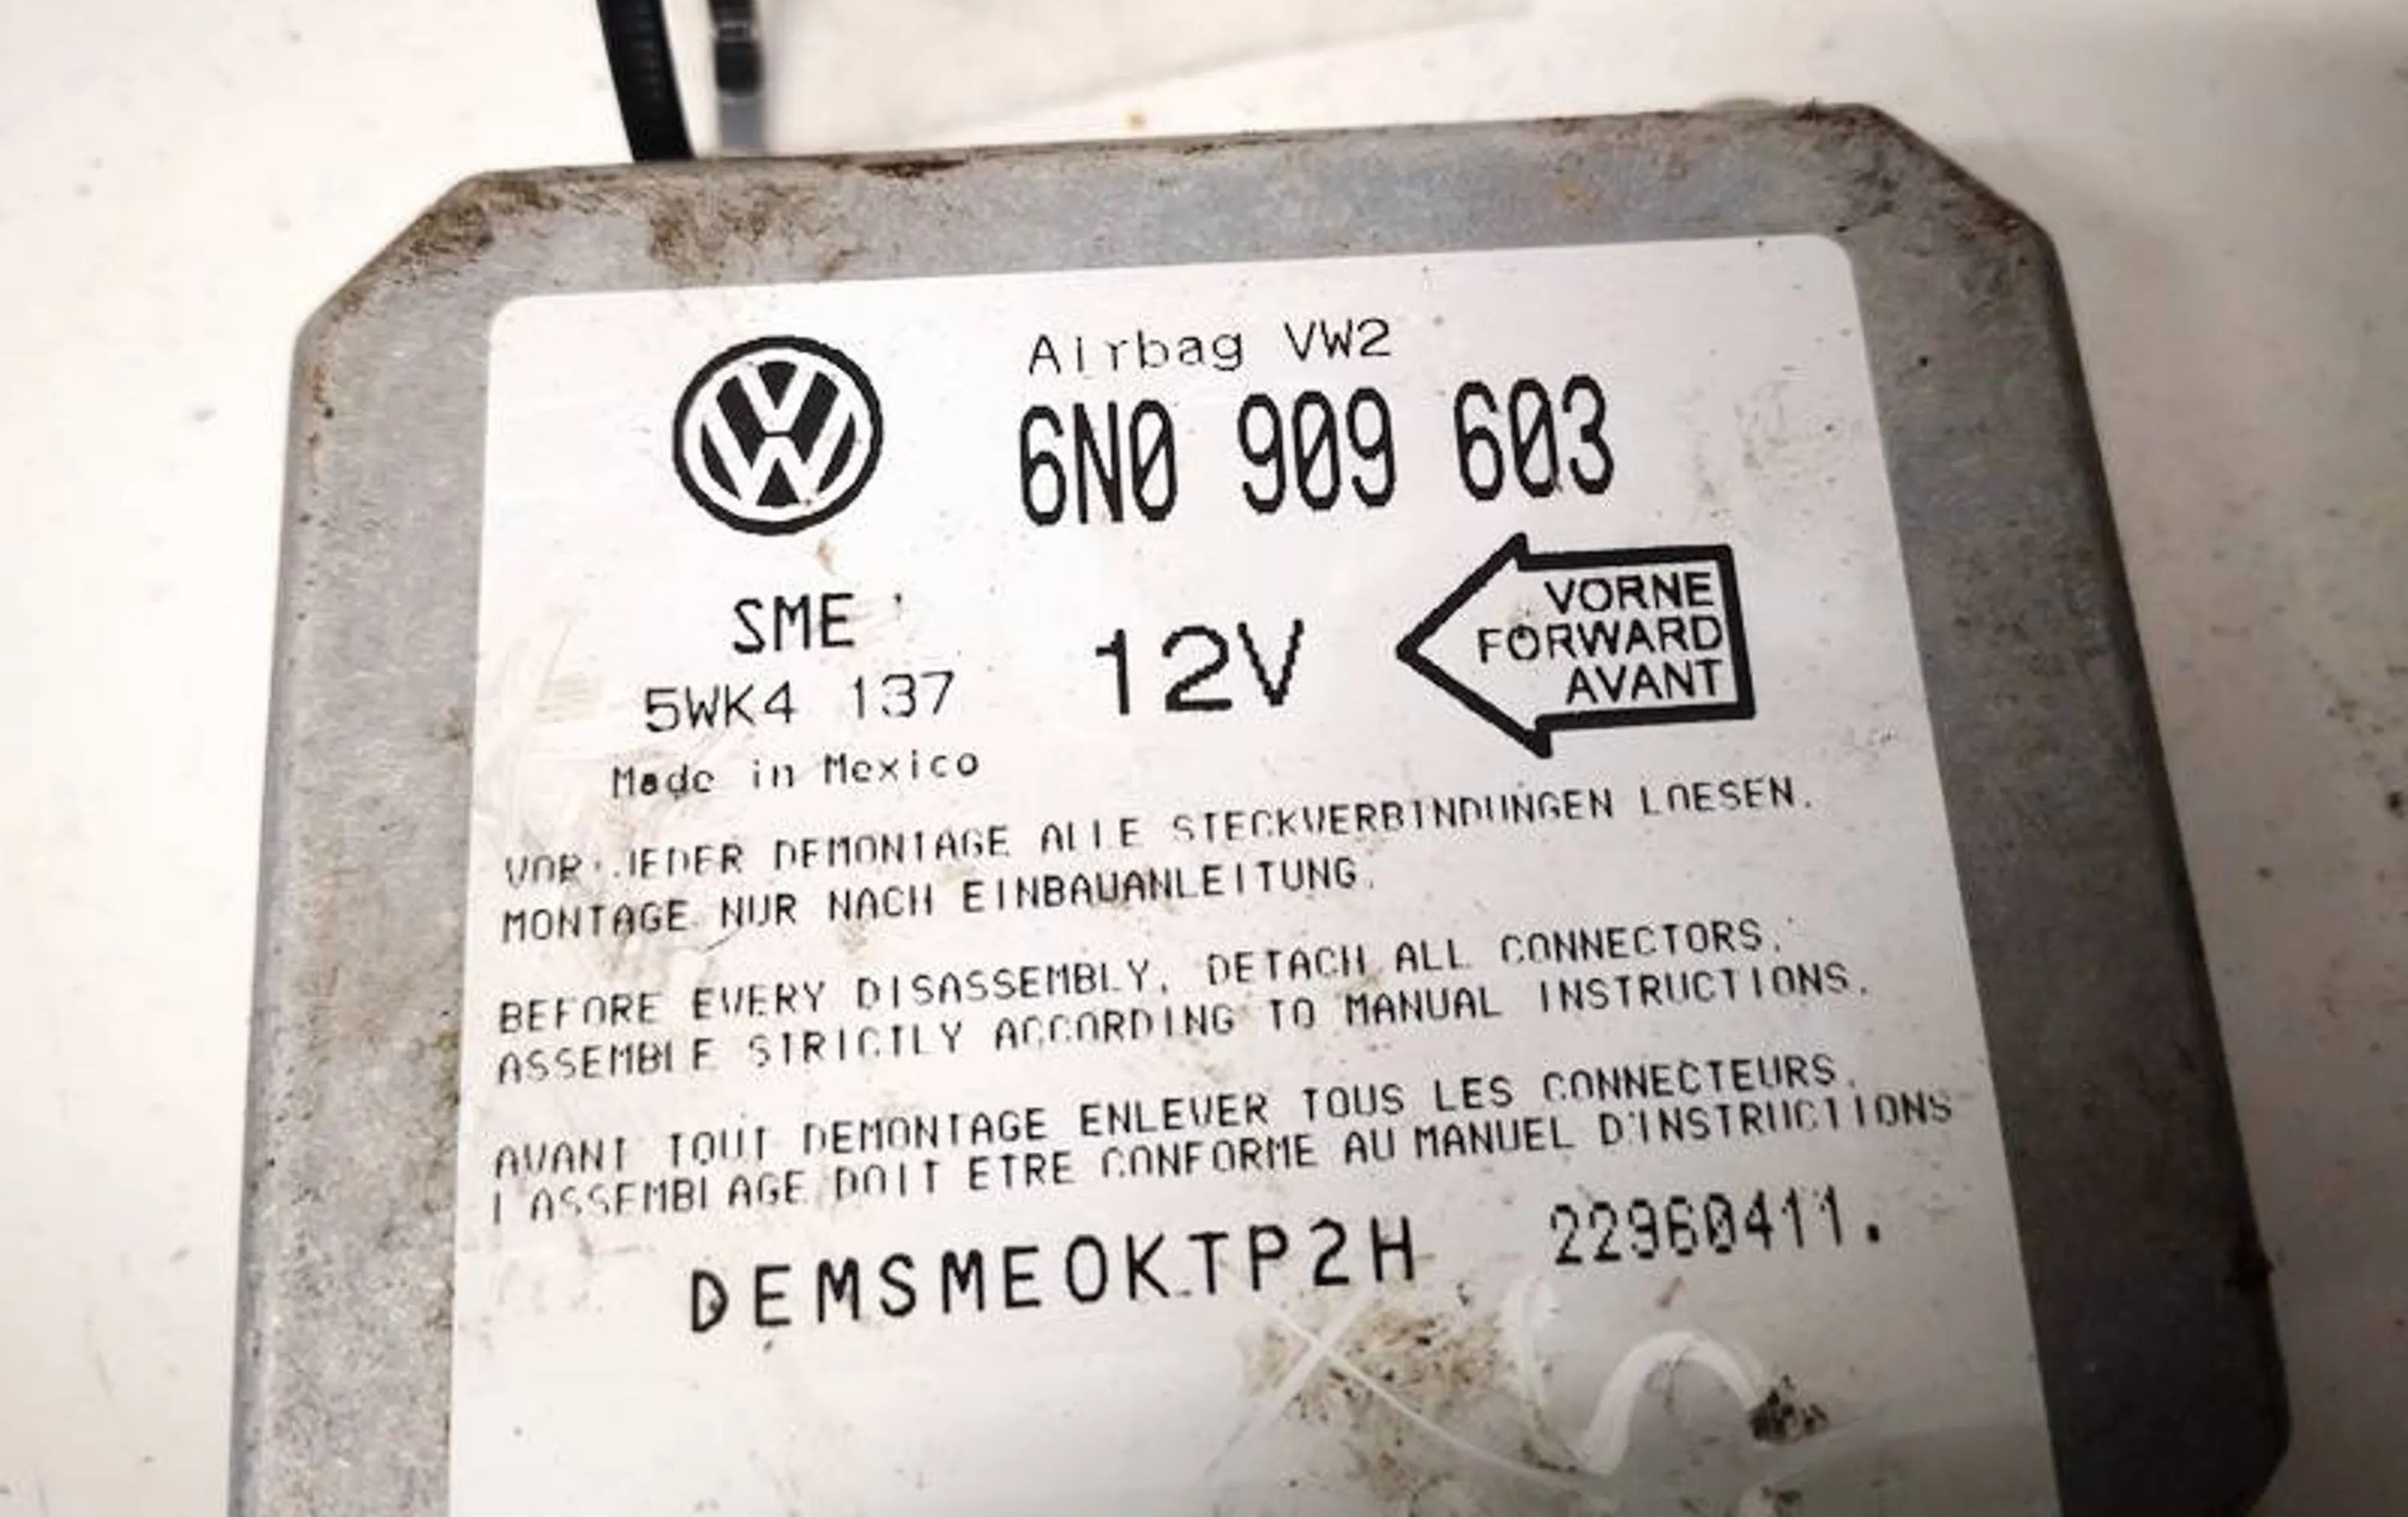 Airbag VW2
6N0 909 603
SME
5WK4 137
Made in Mexico
12V
VORNE
FORWARD
AVANT
VOR JEDER DEMONTAGE ALLE STECKVERBINDUNGEN LOESEN.
MONTAGE NUR NACH EINBAUANLEITUNG.
BEFORE EVERY DISASSEMBLY, DETACH ALL CONNECTORS.
ASSEMBLE STRICTLY ACCORDING TO MANUAL INSTRUCTIONS.
AVANT TOUT DEMONTAGE ENLEVER TOUS LES CONNECTEURS.
L ASSEMBLAGE DOIT ETRE CONFORME AU MANUEL D'INSTRUCTIONS
DEMSMEOKTP2H 22960411.